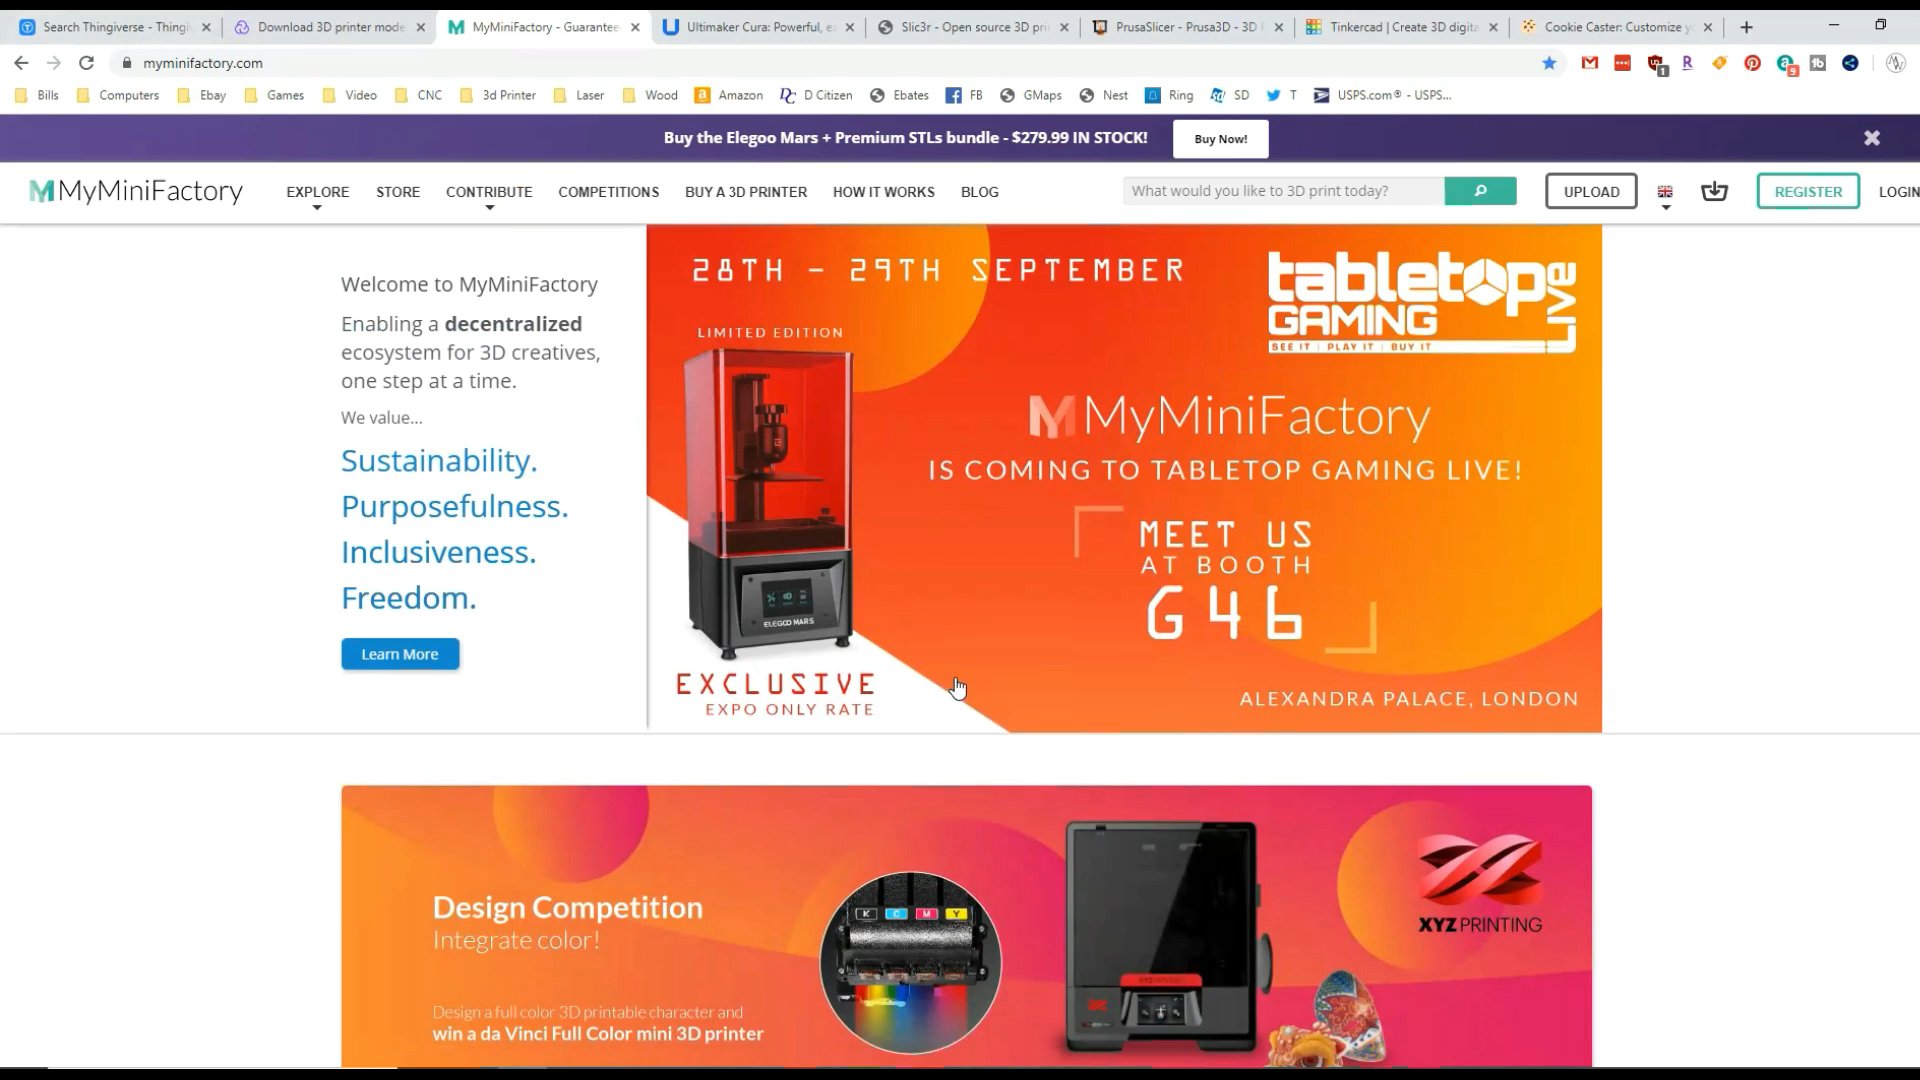 Search Thingiverse - Thingi
Download 3D printer mode
MyMiniFactory - Guarantee
Ultimaker Cura: Powerful, e
Slic3r - Open source 3D pri
PrusaSlicer - Prusa3D - 3D
Tinkercad | Create 3D digita
Cookie Caster: Customize y
myminifactory.com
Bills
Computers
Ebay
Games
Video
CNC
3d Printer
Laser
Wood
Amazon
D Citizen
Ebates
FB
GMaps
Nest
Ring
SD
T
USPS.com® - USPS...
Buy the Elegoo Mars + Premium STLs bundle - $279.99 IN STOCK!
Buy Now!
MyMiniFactory
EXPLORE
STORE
CONTRIBUTE
COMPETITIONS
BUY A 3D PRINTER
HOW IT WORKS
BLOG
What would you like to 3D print today?
UPLOAD
REGISTER
LOGIN
Welcome to MyMiniFactory
Enabling a decentralized
ecosystem for 3D creatives,
one step at a time.
We value...
Sustainability.
Purposefulness.
Inclusiveness.
Freedom.
Learn More
28TH - 29TH SEPTEMBER
LIMITED EDITION
ELEGOO MARS
EXCLUSIVE
EXPO ONLY RATE
tabletop
GAMING
LIVE
SEE IT | PLAY IT | BUY IT
MyMiniFactory
IS COMING TO TABLETOP GAMING LIVE!
MEET US
AT BOOTH
G46
ALEXANDRA PALACE, LONDON
Design Competition
Integrate color!
Design a full color 3D printable character and
win a da Vinci Full Color mini 3D printer
K C M Y
XYZPRINTING